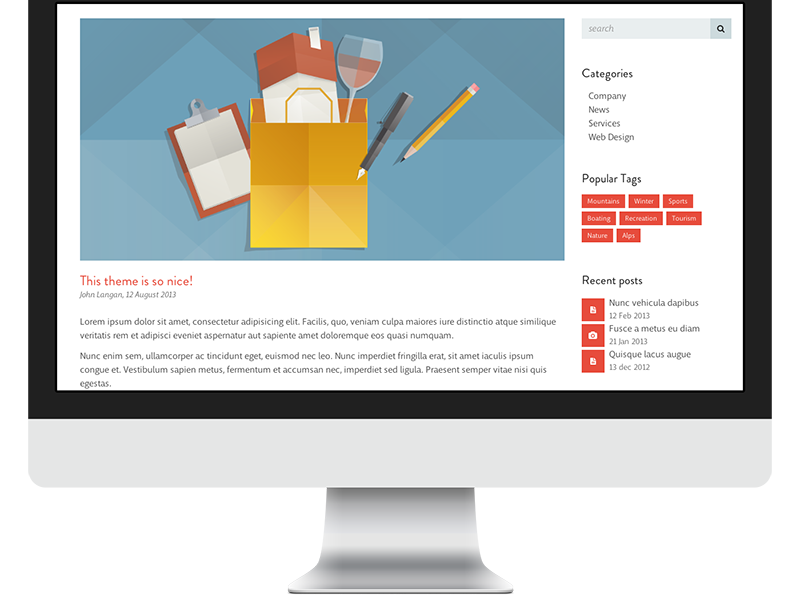 This theme is so nice!
John Langan, 12 August 2013
Lorem ipsum dolor sit amet, consectetur adipisicing elit. Facilis, quo, veniam culpa maiores iure distinctio atque similique
veritatis rem et adipisci eveniet aspernatur aut sapiente amet doloremque eos quasi numquam.
Nunc enim sem, ullamcorper ac tincidunt eget, euismod nec leo. Nunc imperdiet fringilla erat, sit amet iaculis ipsum
congue et. Vestibulum sapien metus, fermentum et accumsan nec, imperdiet sed ligula. Praesent semper vitae nisi quis
egestas.
search
Categories
Company
News
Services
Web Design
Popular Tags
Mountains Winter Sports
Boating Recreation Tourism
Nature Alps
Recent posts
Nunc vehicula dapibus
12 Feb 2013
Fusce a metus eu diam
21 Jan 2013
Quisque lacus augue
13 dec 2012